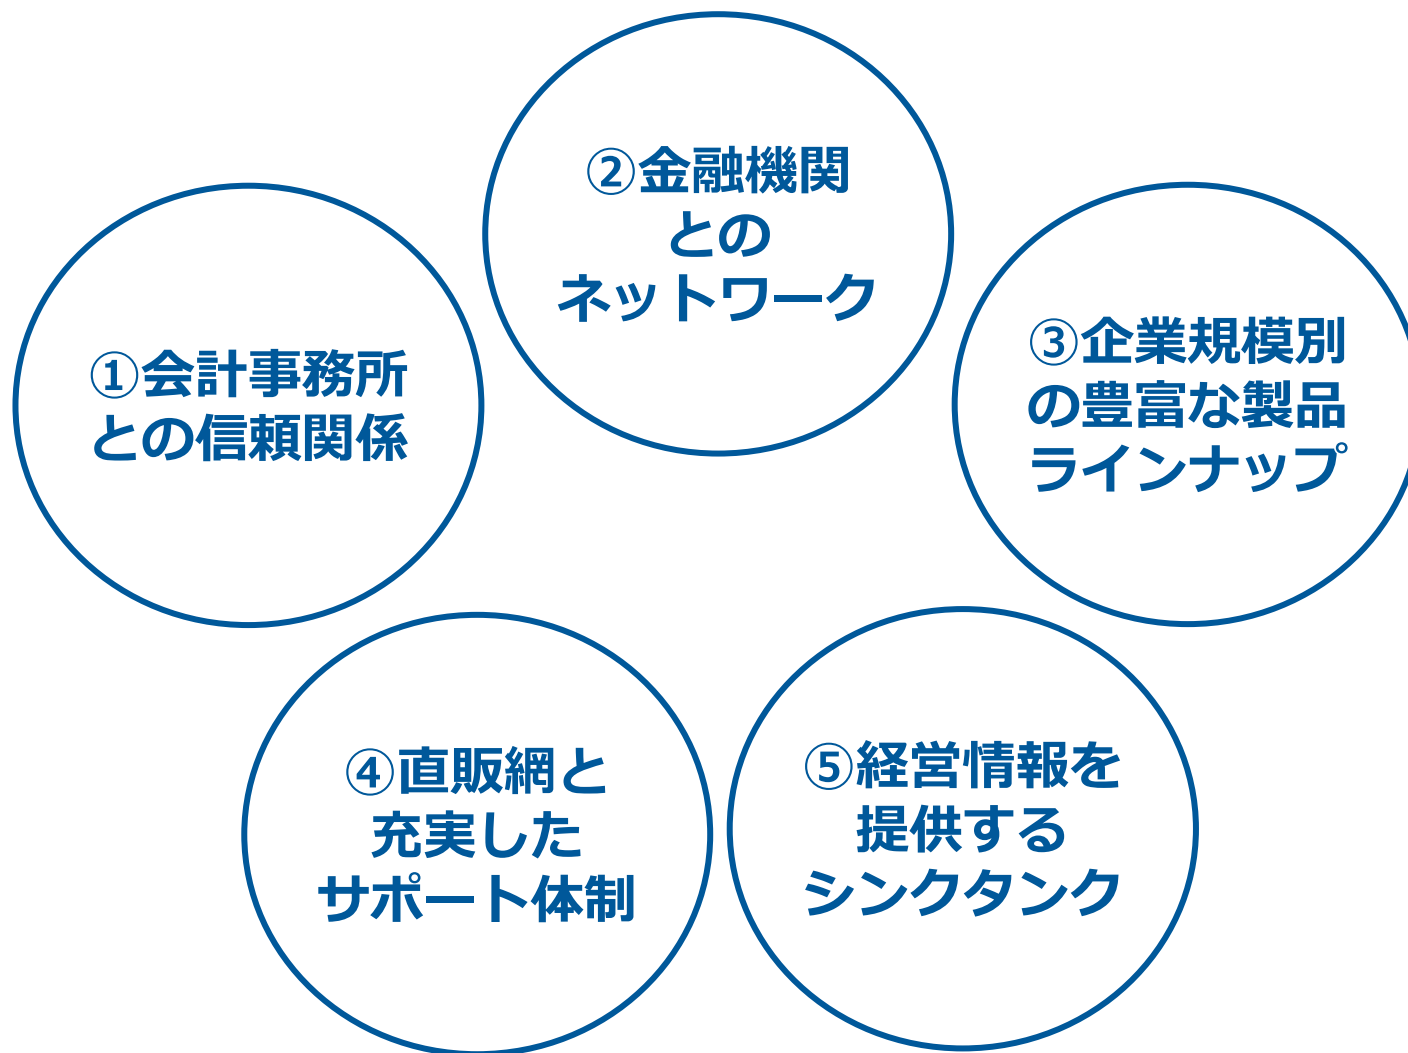 ①会計事務所
との信頼関係
②金融機関
との
ネットワーク
③企業規模別
の豊富な製品
ラインナップ
④直販網と
充実した
サポート体制
⑤経営情報を
提供する
シンクタンク